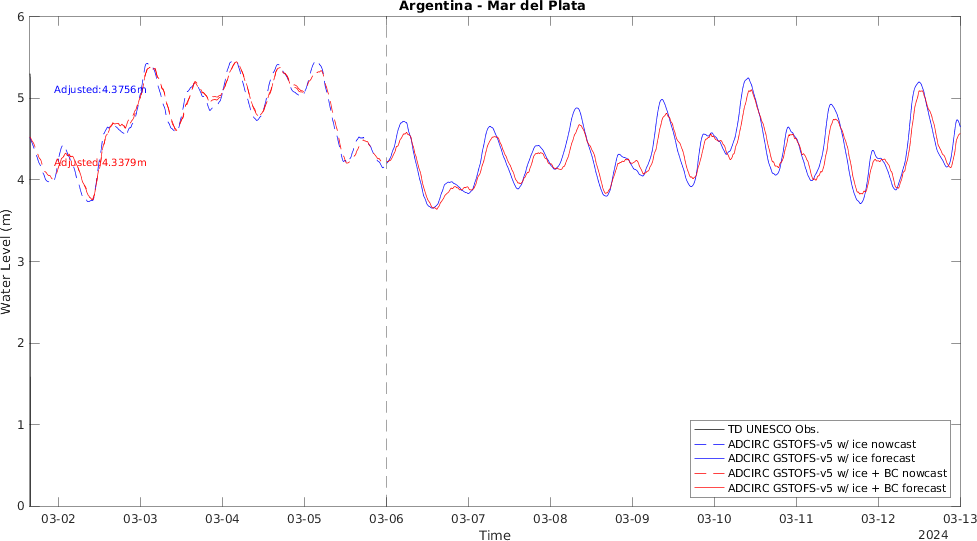 Argentina - Mar del Plata
6
5
4
3
2
1
0
Water Level (m)
Adjusted:4.3756m
Adjusted:4.3379m
TD UNESCO Obs.
ADCIRC GSTOFS-v5 w/ ice nowcast
ADCIRC GSTOFS-v5 w/ ice forecast
ADCIRC GSTOFS-v5 w/ ice + BC nowcast
ADCIRC GSTOFS-v5 w/ ice + BC forecast
03-02 03-03 03-04 03-05 03-06 03-07 03-08 03-09 03-10 03-11 03-12 03-13
Time
2024